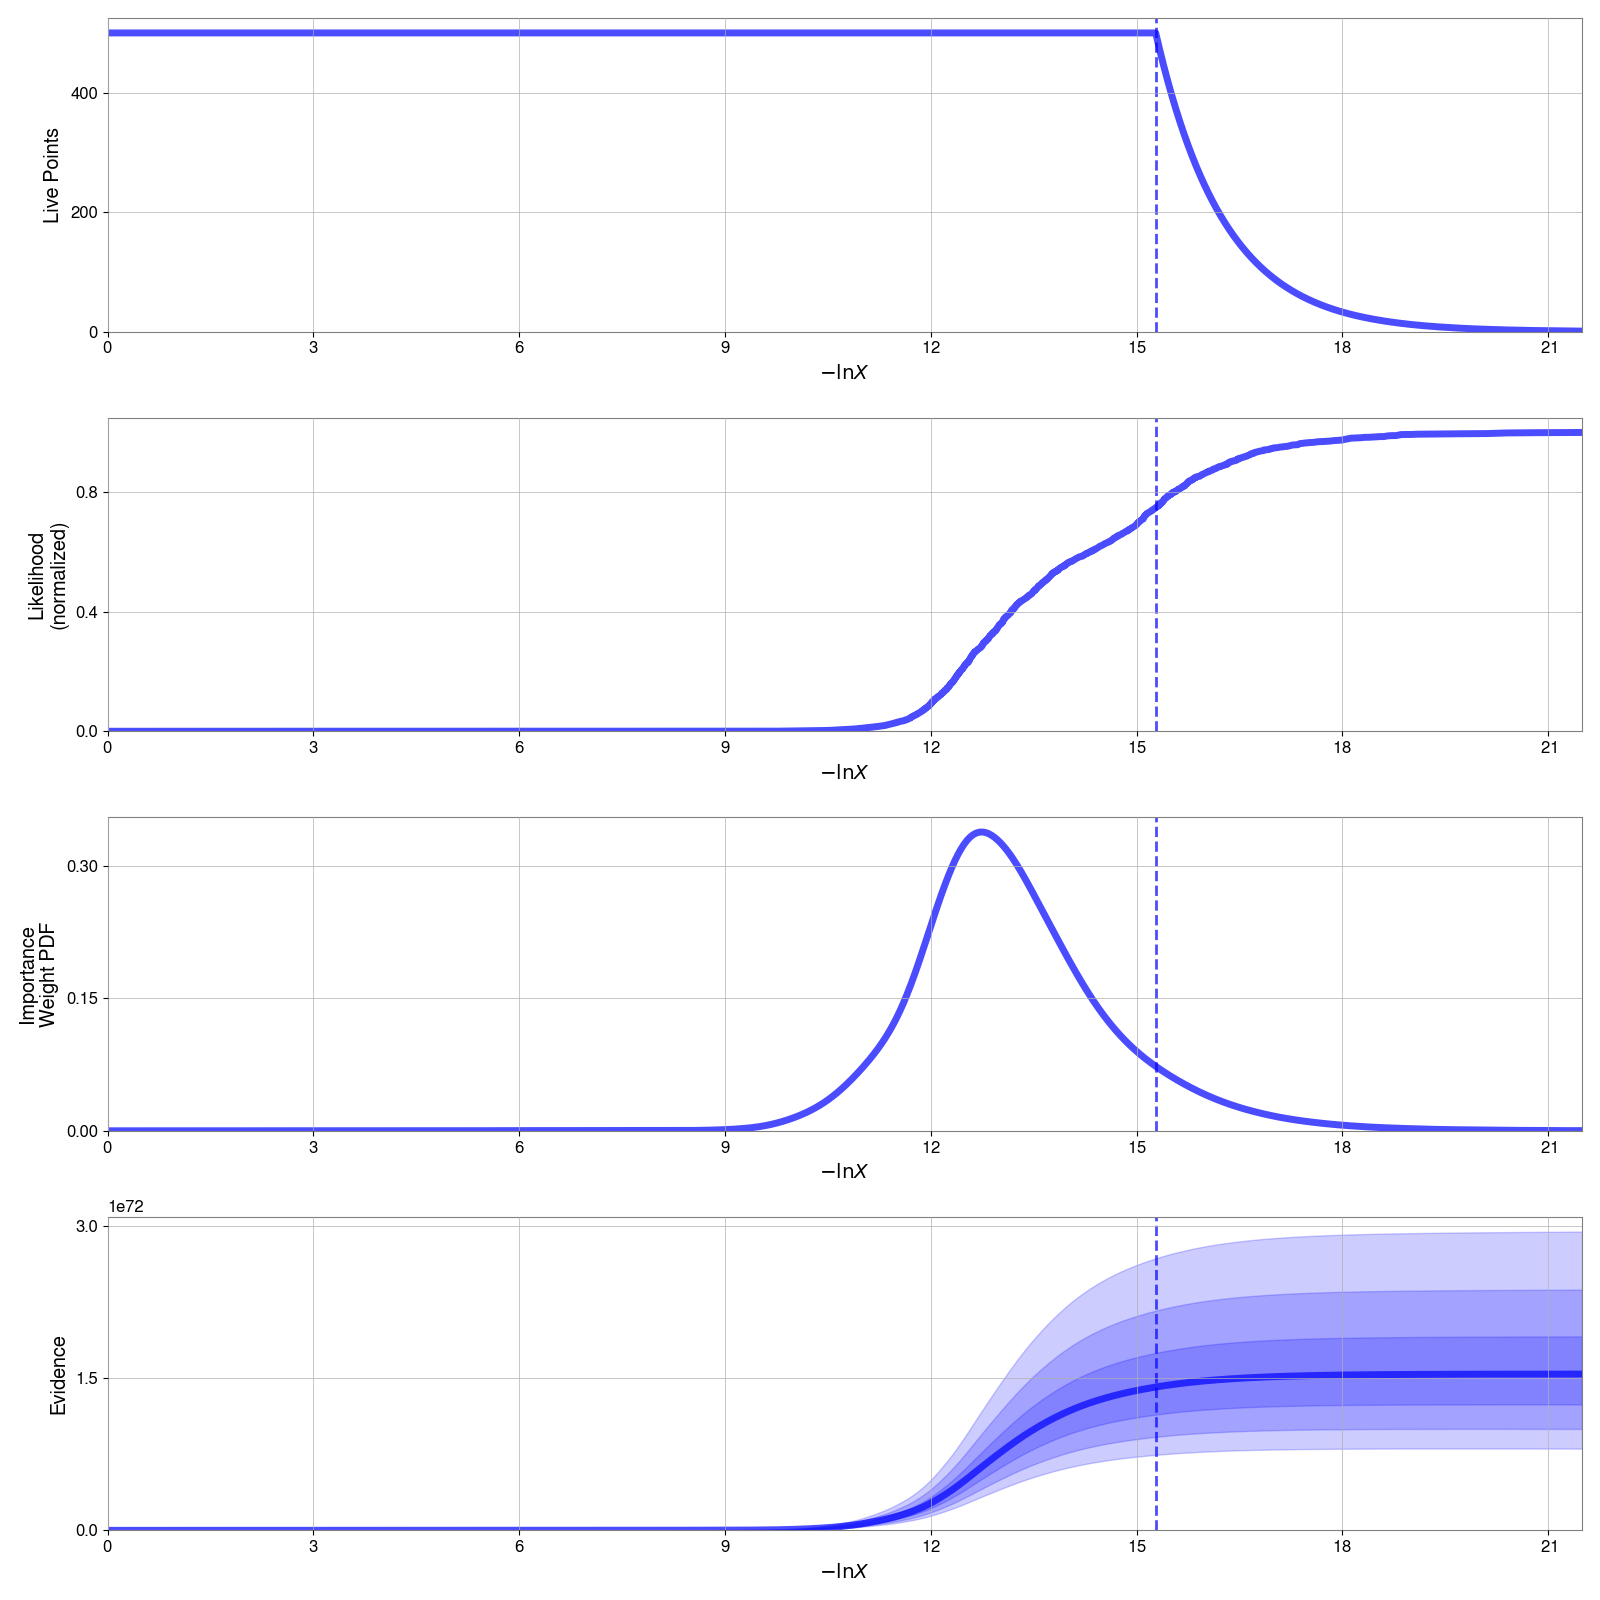 400
200
0
Live Points
0 3 6 9 12 15 18 21
−lnX
0.8
0.4
0.0
Likelihood
(normalized)
0 3 6 9 12 15 18 21
−lnX
0.30
0.15
0.00
Importance
Weight PDF
0 3 6 9 12 15 18 21
−lnX
1e72
3.0
1.5
0.0
Evidence
0 3 6 9 12 15 18 21
−lnX